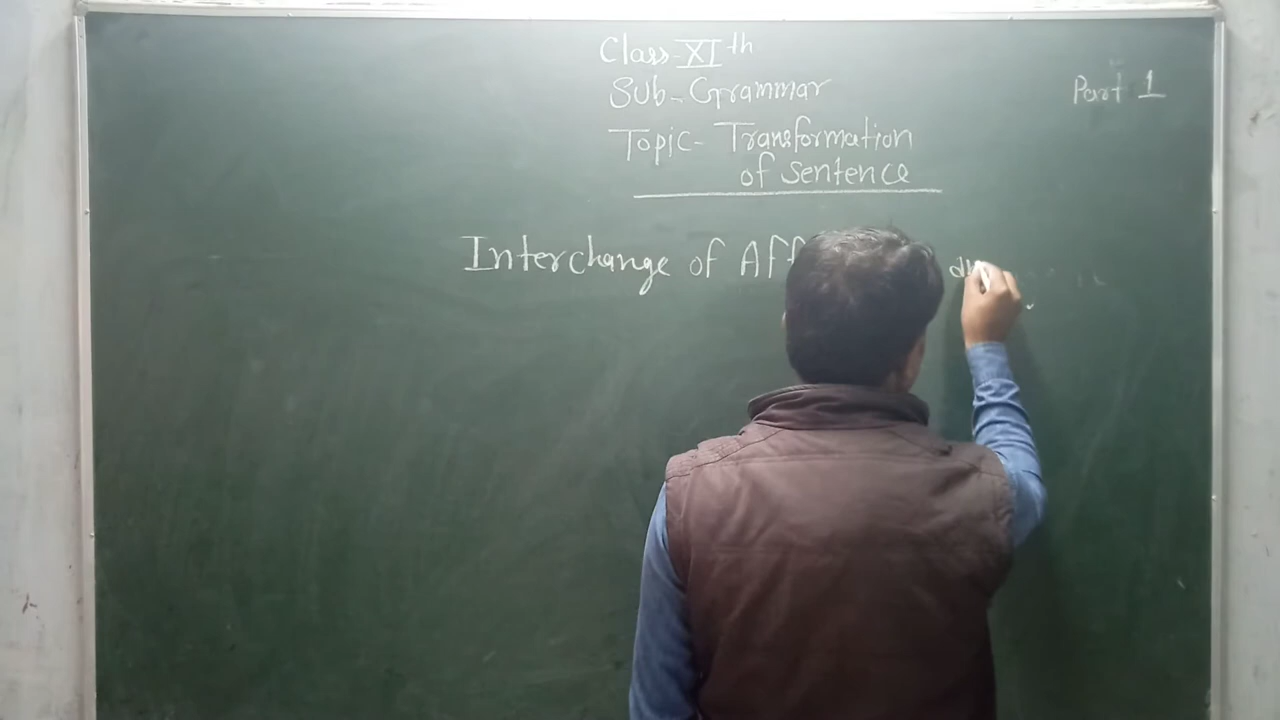 Class-XIth
Sub-Grammar
Part 1
Topic- Transformation
of Sentence
Interchange of